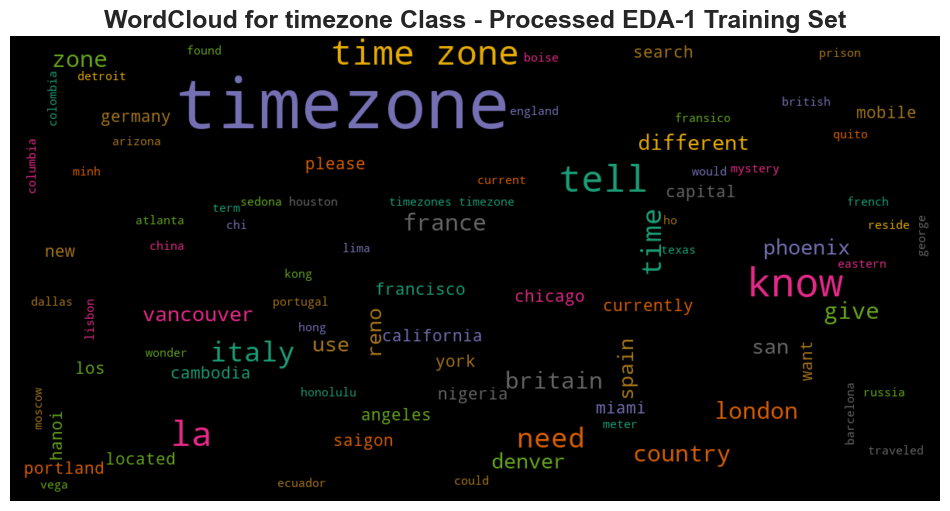 WordCloud for timezone Class - Processed EDA-1 Training Set
found
time zone
boise
search
prison
zone
detroit
colombia
timezone
england
british
germany
fransico
mobile
different
quito
arizona
columbia
minh
please
current
tell
would
mystery
capital
term
sedona
houston
timezones timezone
french
atlanta
chi
france
time
ho
reside
george
new
china
lima
texas
phoenix
eastern
kong
know
dallas
lisbon
portugal
francisco
chicago
currently
give
vancouver
hong
reno
california
wonder
italy
use
york
spain
san
want
los
cambodia
honolulu
nigeria
britain
miami
russia
moscow
hanoi
la
angeles
meter
london
barcelona
saigon
need
country
traveled
portland
located
denver
vega
ecuador
could